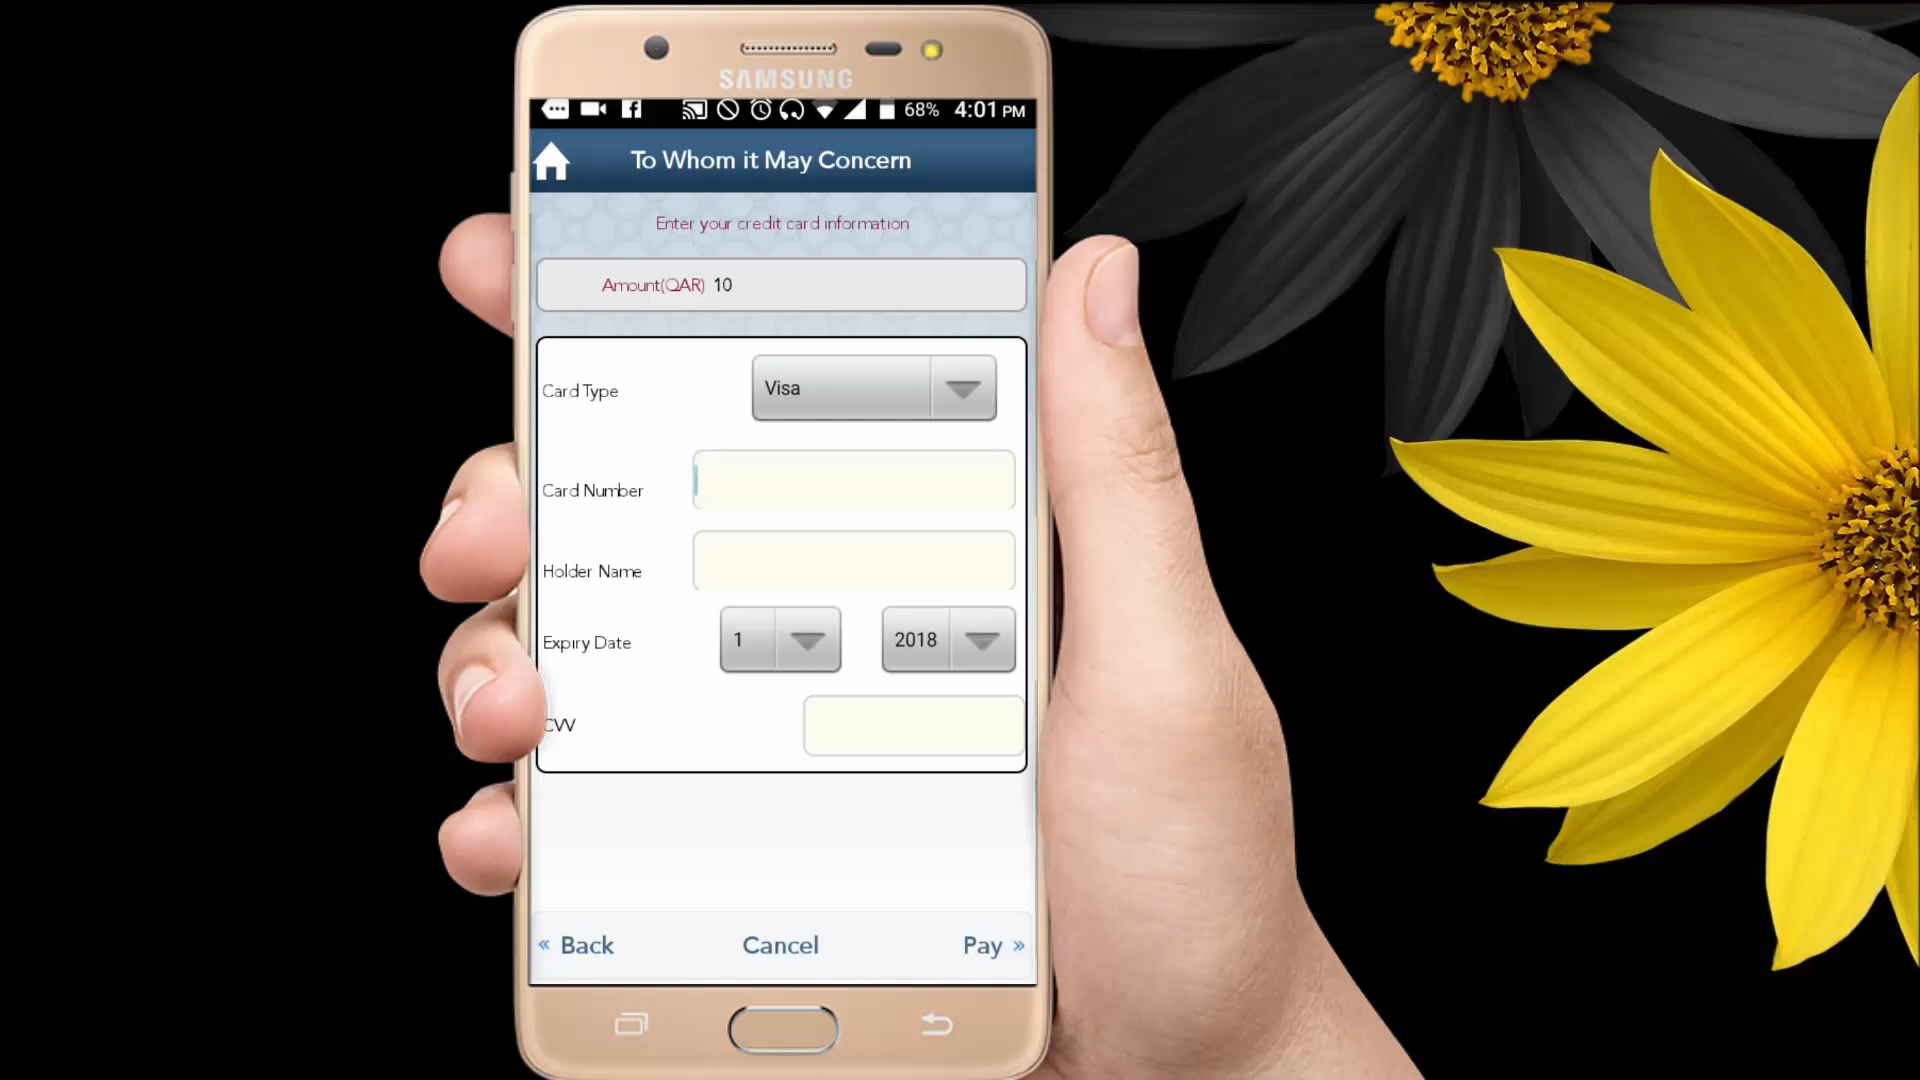 SAMSUNG
68% 4:01 PM
To Whom it May Concern
Enter your credit card information
Amount(QAR) 10
Card Type Visa
Card Number
Holder Name
Expiry Date 1 2018
CVV
« Back Cancel Pay »